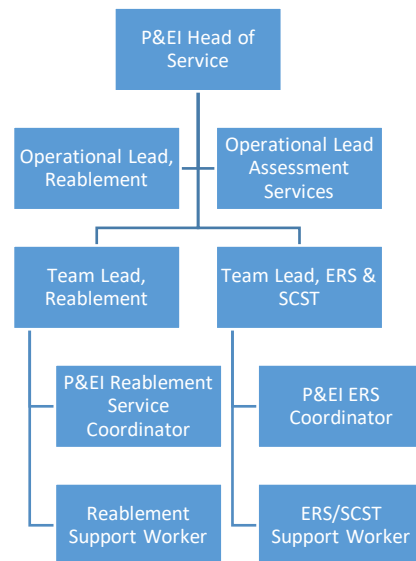 P&EI Head of
Service
Operational Lead,
Reablement
Operational Lead
Assessment
Services
Team Lead,
Reablement
Team Lead, ERS &
SCST
P&EI Reablement
Service
Coordinator
P&EI ERS
Coordinator
Reablement
Support Worker
ERS/SCST
Support Worker